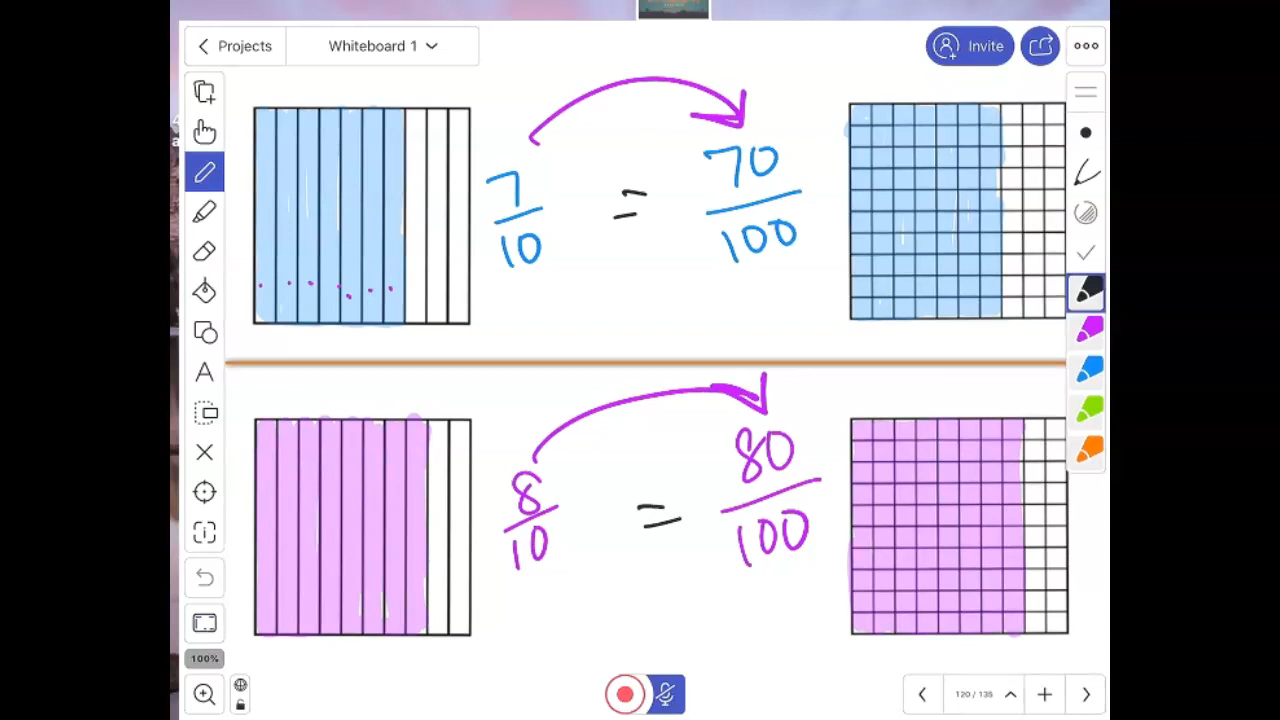 Projects
Whiteboard 1
Invite
7/10 = 70/100
8/10 = 80/100
100%
120 / 135